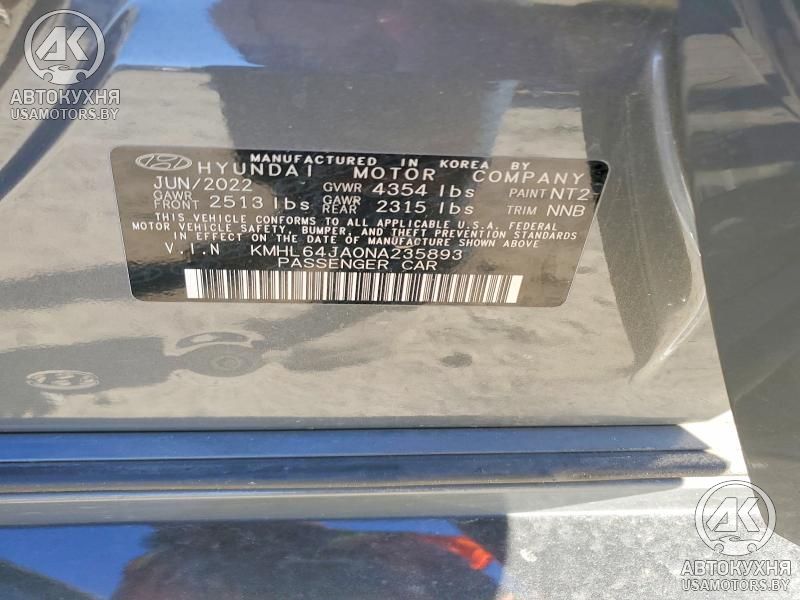 AK
АВТОКУХНЯ
USAMOTORS.BY
MANUFACTURED IN KOREA BY
HYUNDAI MOTOR COMPANY
JUN/2022 GVWR 4354 lbs PAINT NT2
GAWR FRONT 2513 lbs GAWR REAR 2315 lbs TRIM NNB
THIS VEHICLE CONFORMS TO ALL APPLICABLE U.S.A. FEDERAL
MOTOR VEHICLE SAFETY, BUMPER, AND THEFT PREVENTION STANDARDS
IN EFFECT ON THE DATE OF MANUFACTURE SHOWN ABOVE
V.I.N KMHL64JA0NA235893
PASSENGER CAR
AK
АВТОКУХНЯ
USAMOTORS.BY